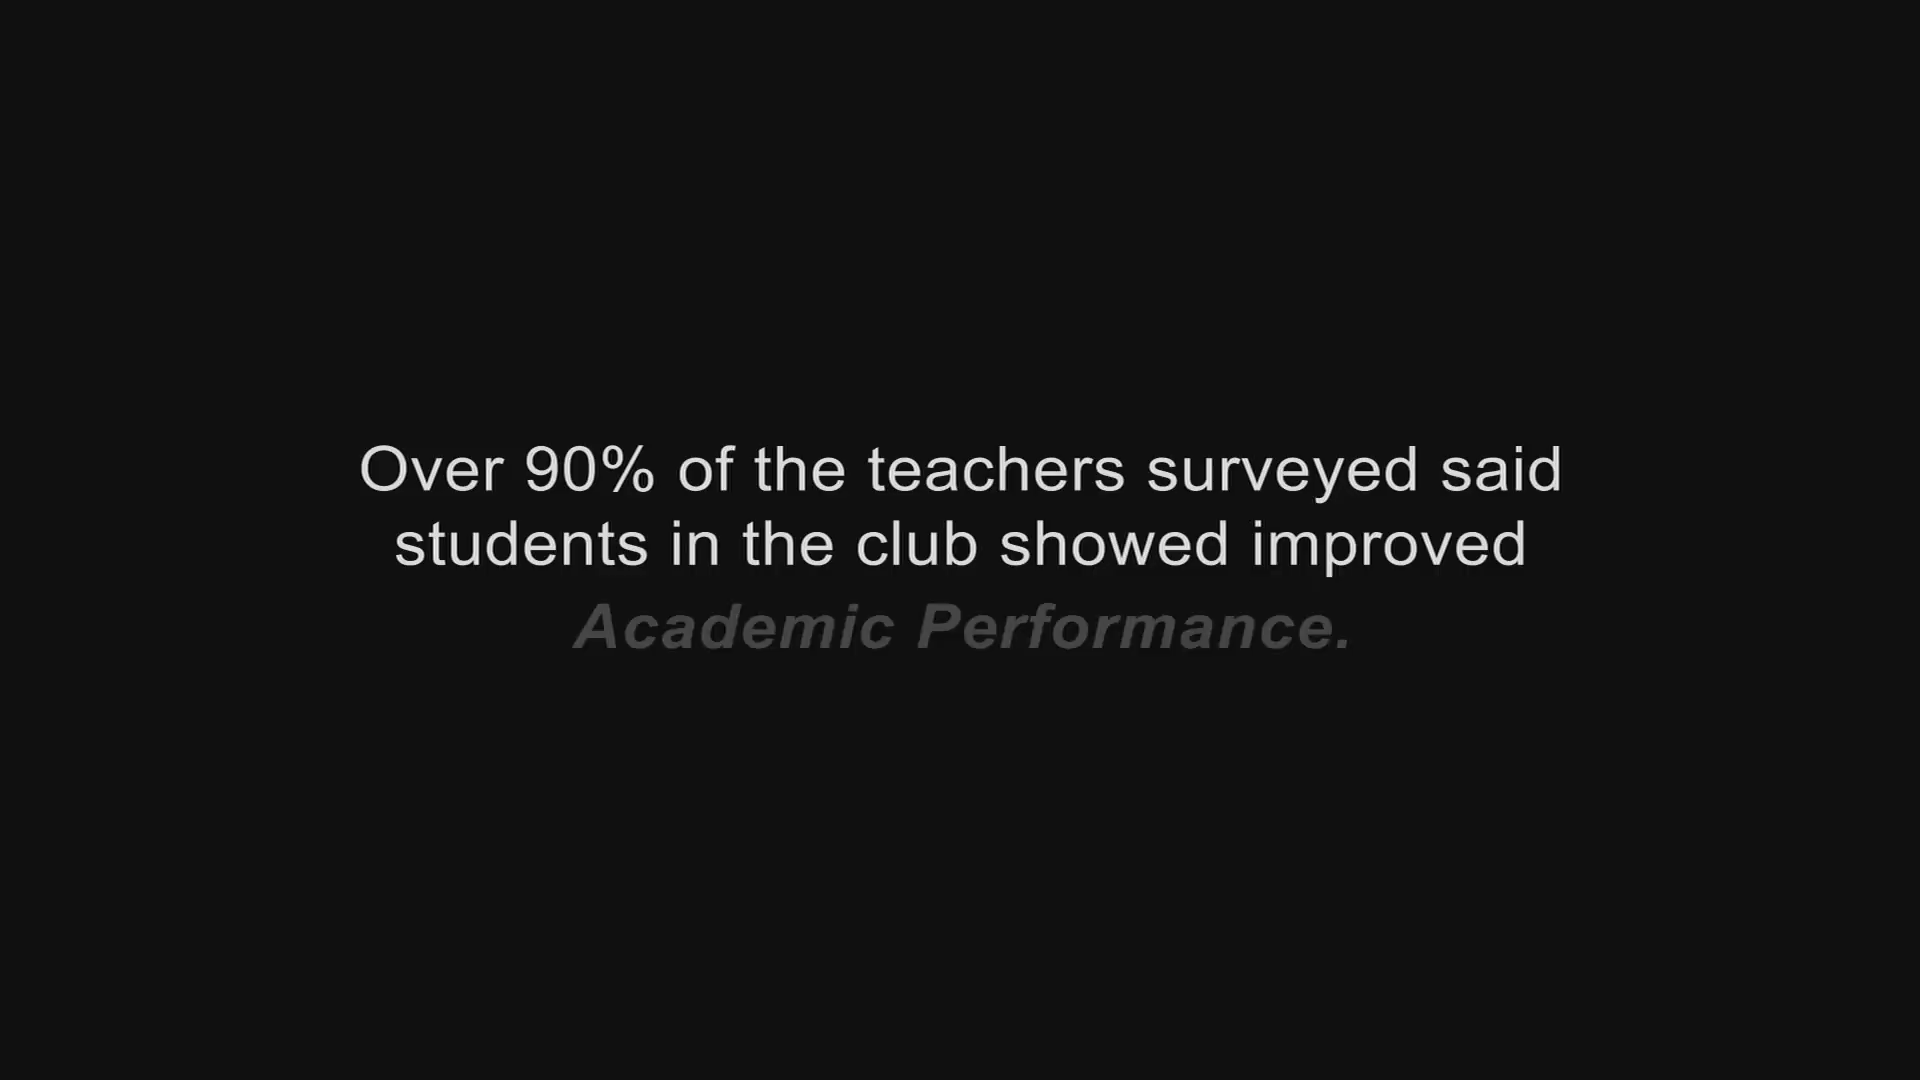 Over 90% of the teachers surveyed said
students in the club showed improved
Academic Performance.